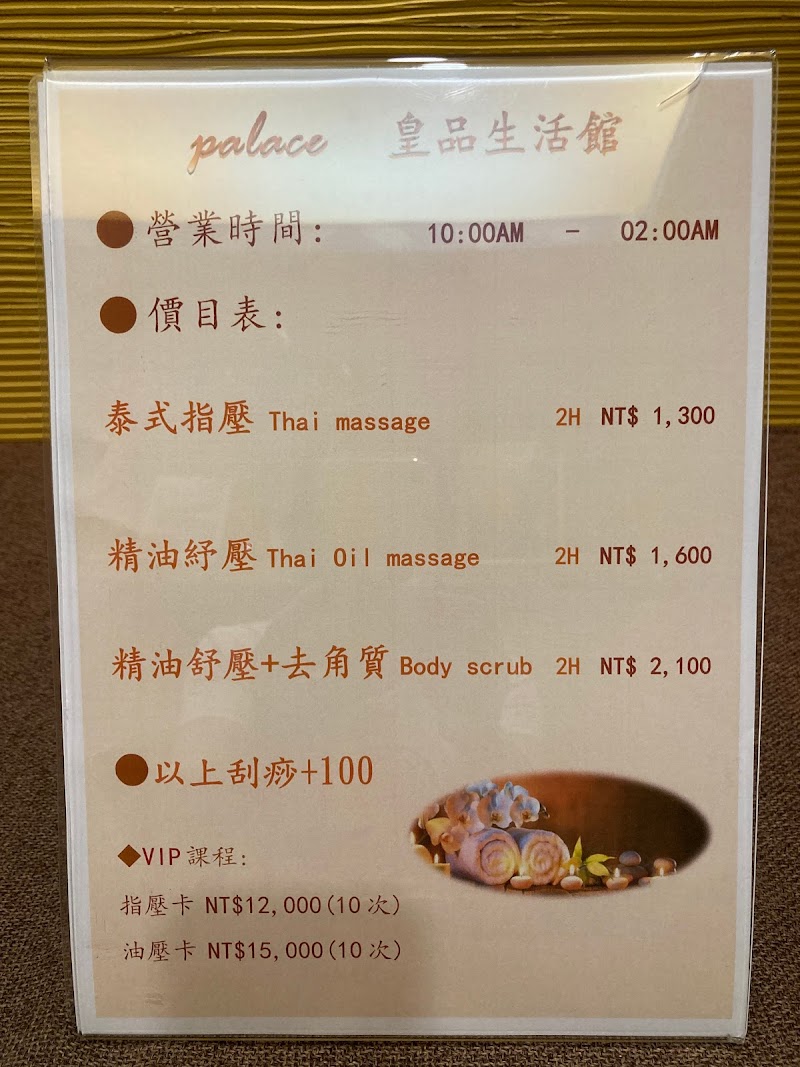 palace 皇品生活館
●營業時間: 10:00AM - 02:00AM
●價目表:
泰式指壓 Thai massage 2H NT$ 1,300
精油紓壓 Thai Oil massage 2H NT$ 1,600
精油舒壓+去角質 Body scrub 2H NT$ 2,100
●以上刮痧+100
◆VIP課程:
指壓卡 NT$12,000(10次)
油壓卡 NT$15,000(10次)